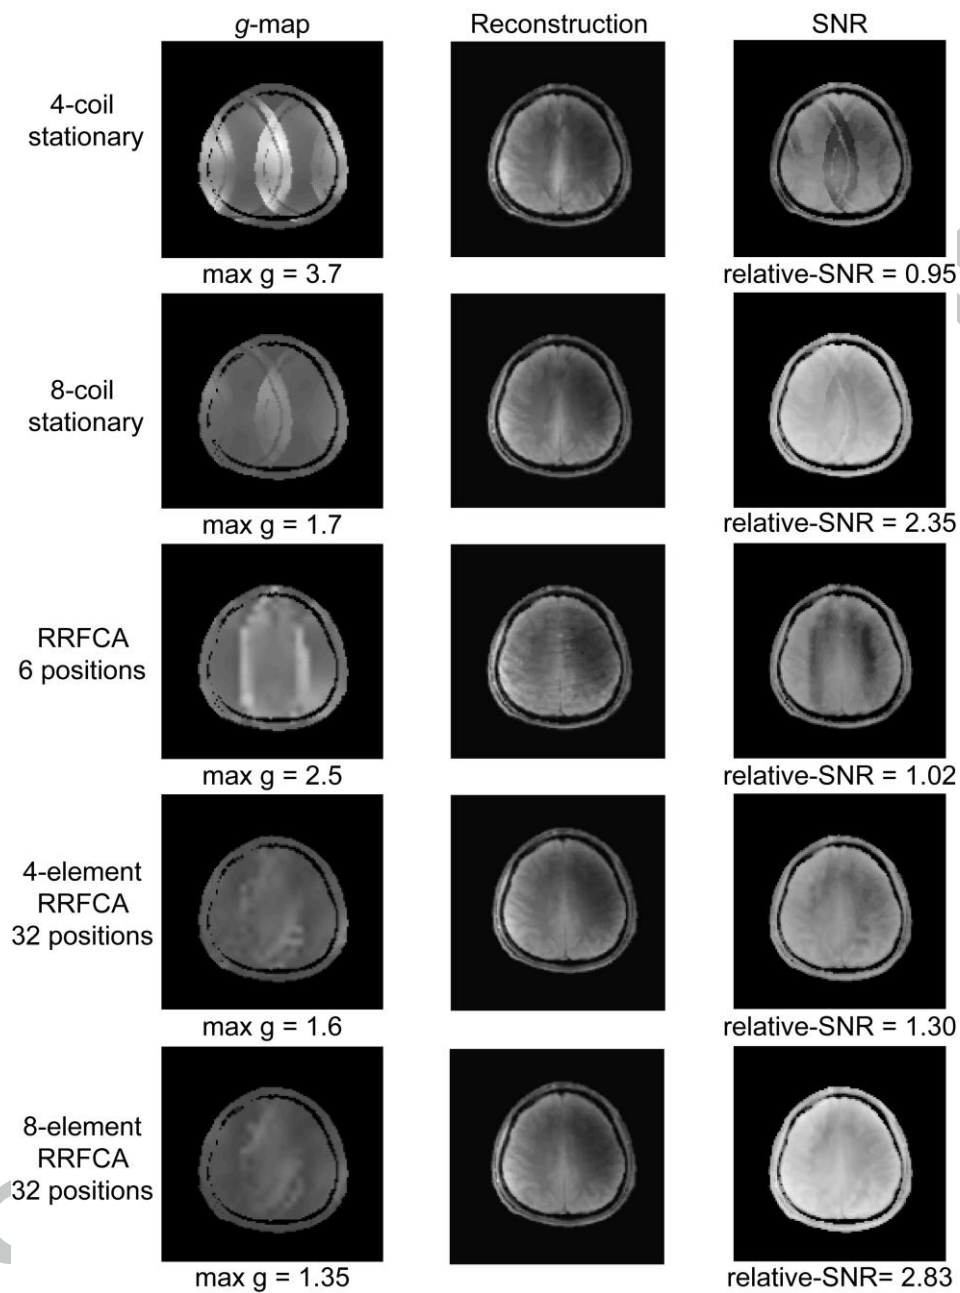 g-map Reconstruction SNR
4-coil
stationary
max g = 3.7 relative-SNR = 0.95
8-coil
stationary
max g = 1.7 relative-SNR = 2.35
RRFCA
6 positions
max g = 2.5 relative-SNR = 1.02
4-element
RRFCA
32 positions
max g = 1.6 relative-SNR = 1.30
8-element
RRFCA
32 positions
max g = 1.35 relative-SNR= 2.83